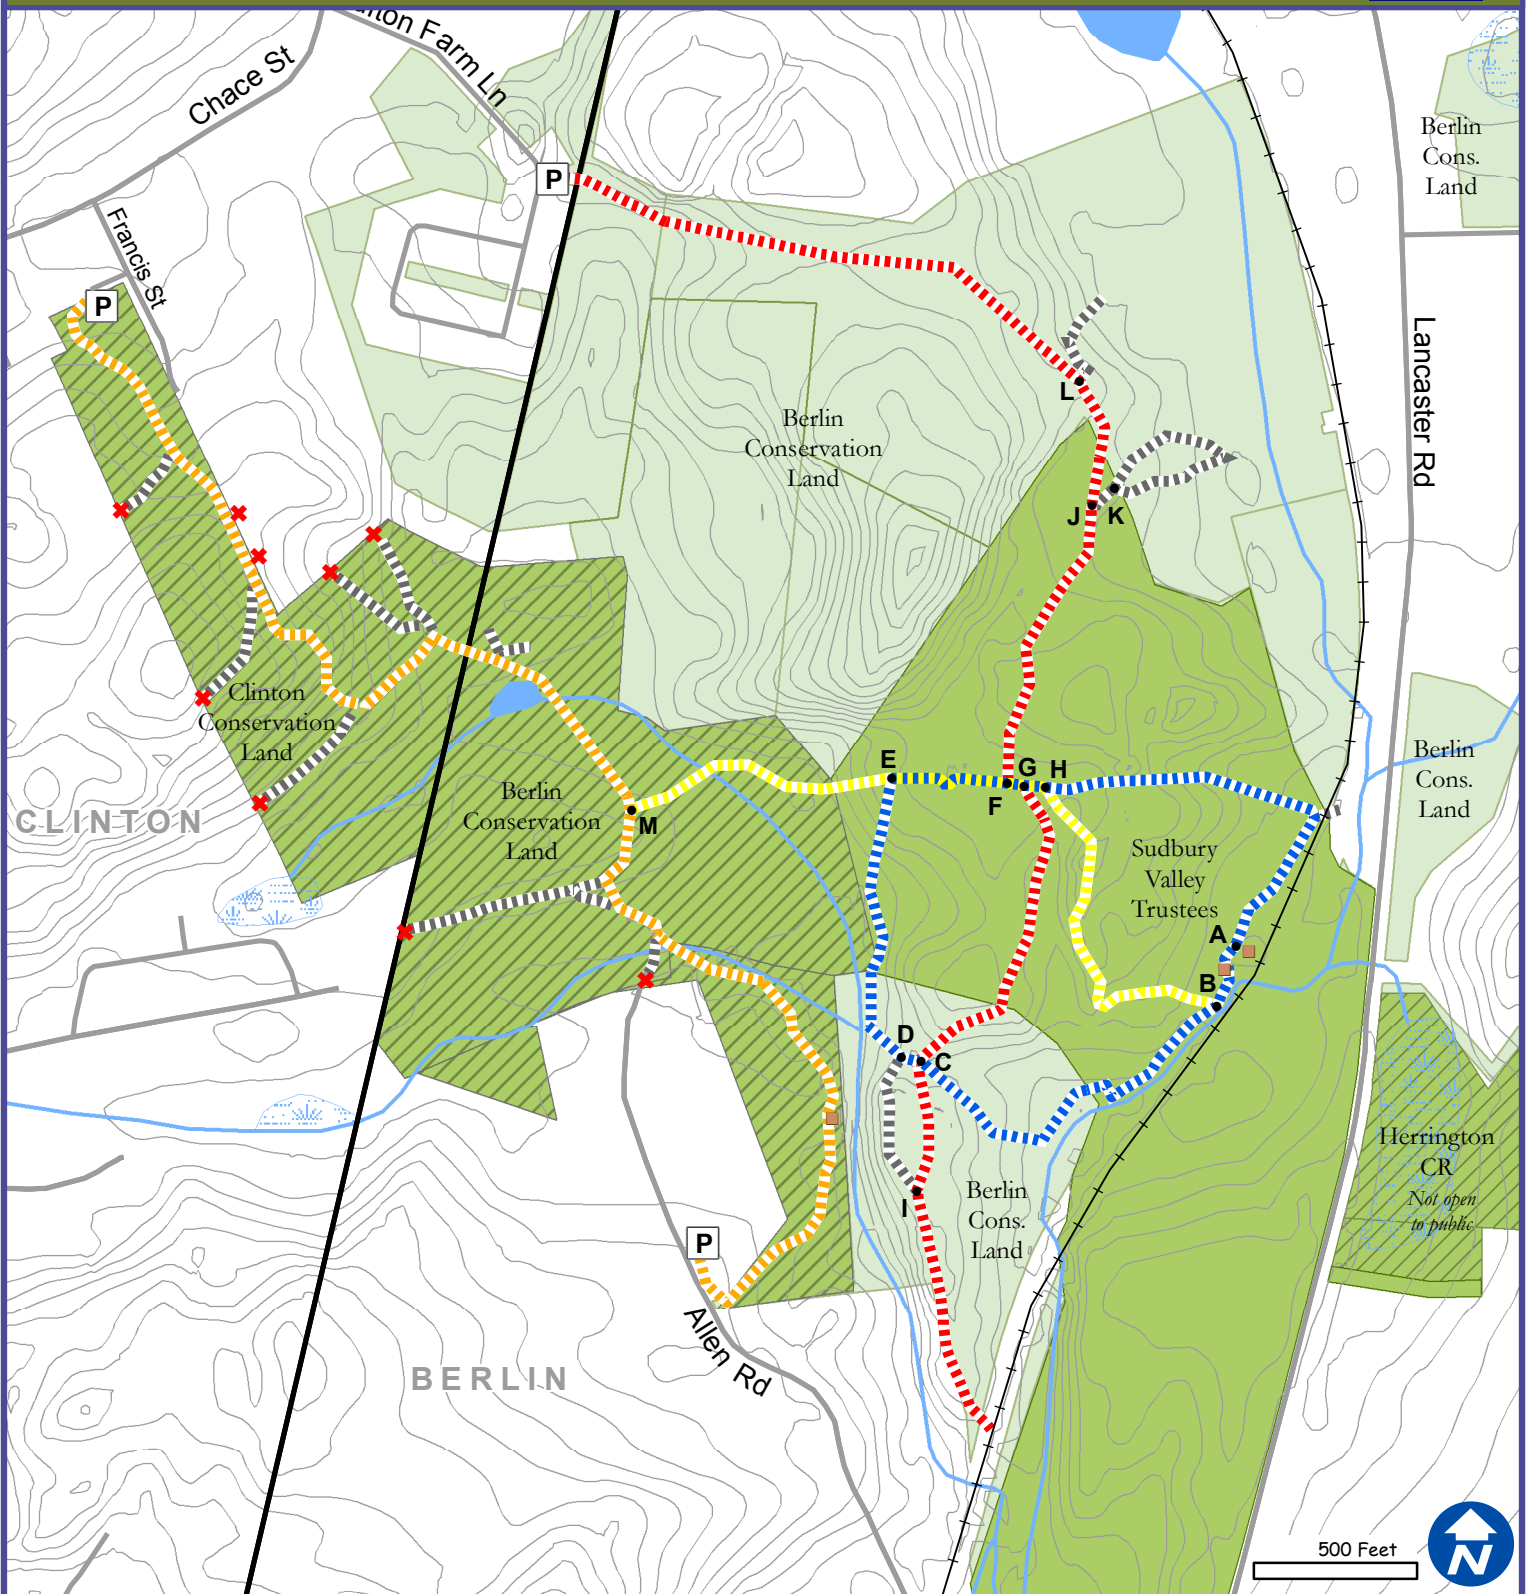 Farm Ln
Chace St
Berlin
Cons.
Land
P
Francis St
P
Lancaster Rd
L
Berlin
Conservation
Land
J K
Clinton
Conservation
Land
E
G H
F
Berlin
Cons.
Land
Berlin
Conservation
Land
CLINTON
M
Sudbury
Valley
Trustees
A
B
D
C
Herrington
CR
Not open
to public
I
Berlin
Cons.
Land
P
Allen Rd
BERLIN
500 Feet
N